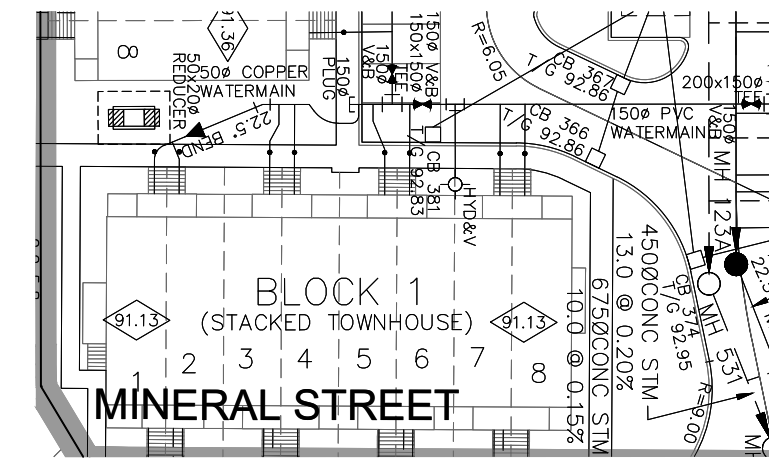 91.36
8
50x20ø
REDUCER
50ø COPPER
WATERMAIN
22.5° BEND
150ø
PLUG
150ø
V&B
TEE
150ø V&B
150x150ø
R=6.05
CB 367
T/G 92.86
CB 366
T/G 92.86
CB 381
T/G 92.83
HYD&V
200x150ø
TEE
150ø PVC
WATERMAIN
150ø
V&B
MH 123A
450ØCONC STM
13.0 @ 0.20%
675ØCONC STM
10.0 @ 0.15%
CB 374
T/G 92.95
MH 531
R=9.00
22.5°
BLOCK 1
(STACKED TOWNHOUSE)
91.13
91.13
1 2 3 4 5 6 7 8
MINERAL STREET
MH